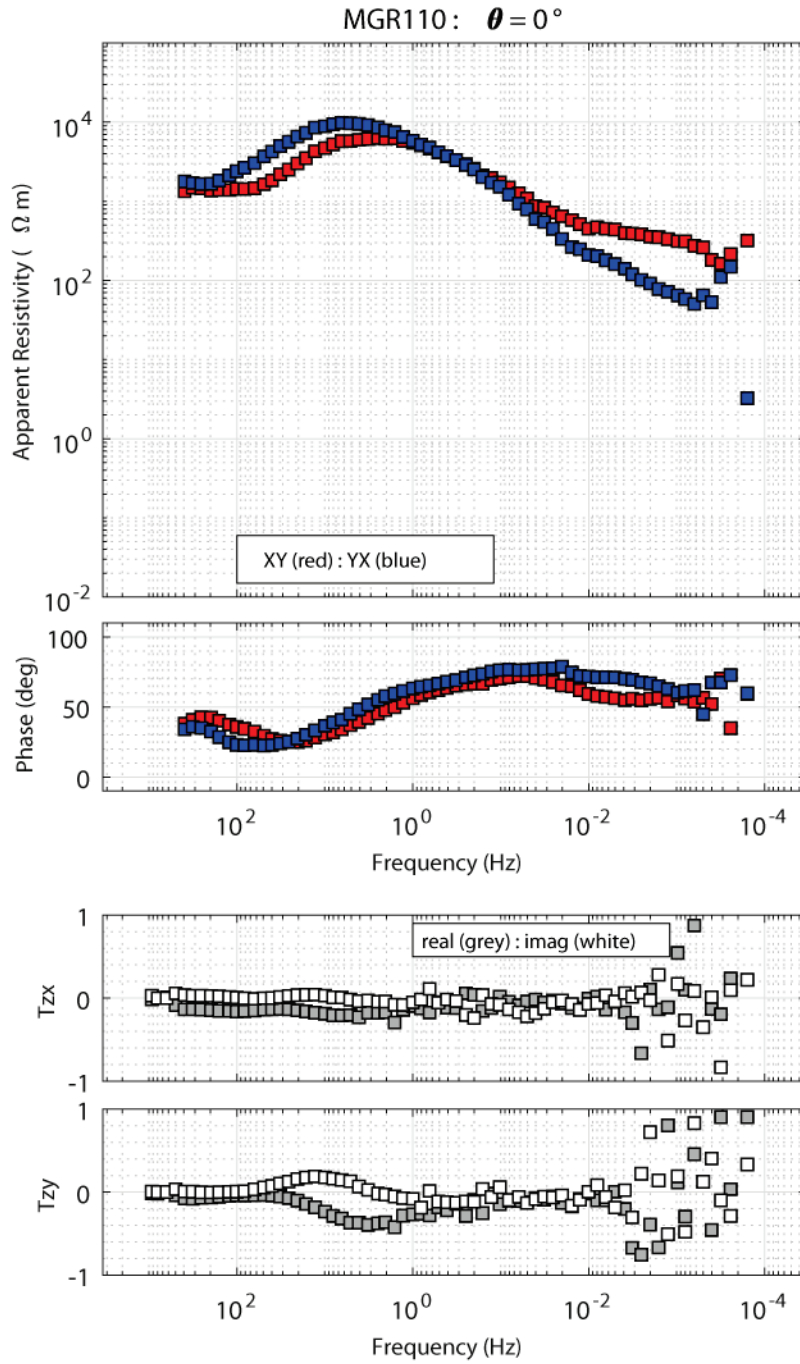 MGR110 : θ = 0 °
Apparent Resistivity ( Ω m)
10^4
10^2
10^0
10^-2
XY (red) : YX (blue)
Phase (deg)
100
50
0
10^2 10^0 10^-2 10^-4
Frequency (Hz)
Tzx
1
0
-1
real (grey) : imag (white)
Tzy
1
0
-1
10^2 10^0 10^-2 10^-4
Frequency (Hz)